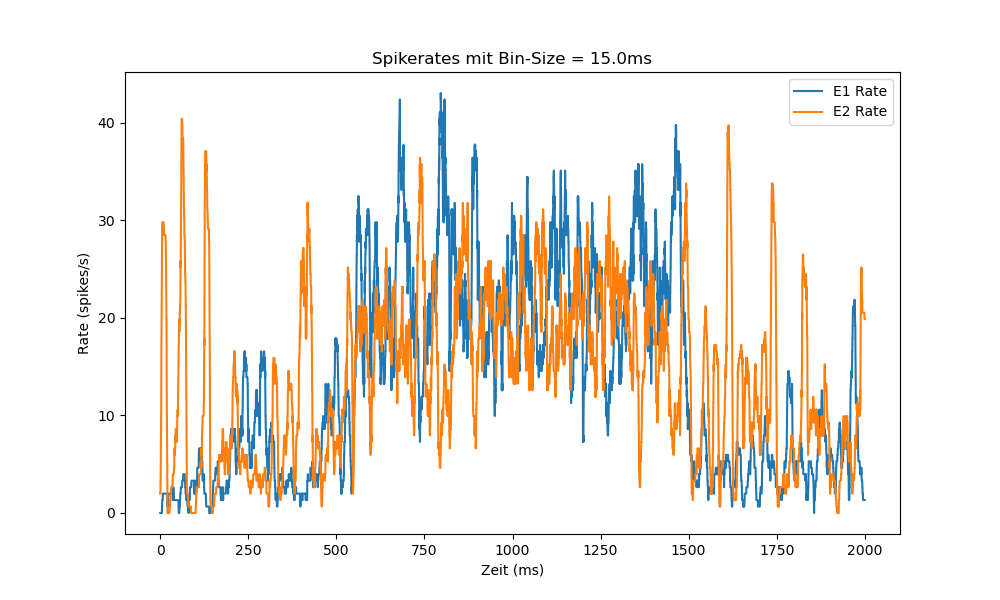 Spikerates mit Bin-Size = 15.0ms
E1 Rate
E2 Rate
Rate (spikes/s)
40
30
20
10
0
0 250 500 750 1000 1250 1500 1750 2000
Zeit (ms)